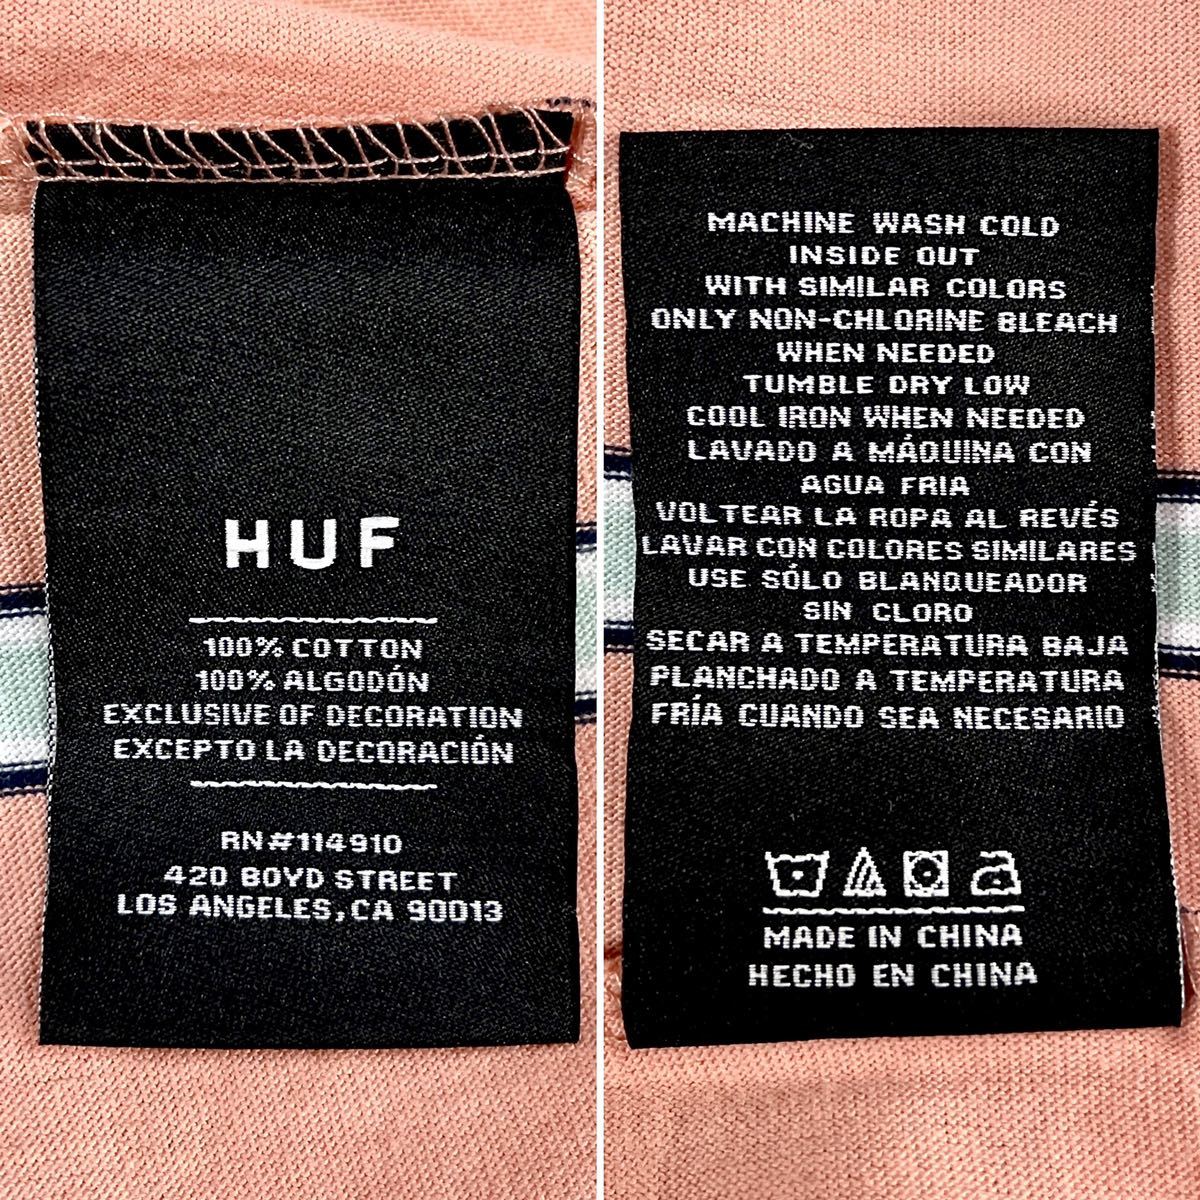 HUF
100% COTTON
100% ALGODÓN
EXCLUSIVE OF DECORATION
EXCEPTO LA DECORACIÓN
RN#114910
420 BOYD STREET
LOS ANGELES, CA 90013
MACHINE WASH COLD
INSIDE OUT
WITH SIMILAR COLORS
ONLY NON-CHLORINE BLEACH
WHEN NEEDED
TUMBLE DRY LOW
COOL IRON WHEN NEEDED
LAVADO A MÁQUINA CON
AGUA FRIA
VOLTEAR LA ROPA AL REVÉS
LAVAR CON COLORES SIMILARES
USE SÓLO BLANQUEADOR
SIN CLORO
SECAR A TEMPERATURA BAJA
PLANCHADO A TEMPERATURA
FRÍA CUANDO SEA NECESARIO
MADE IN CHINA
HECHO EN CHINA